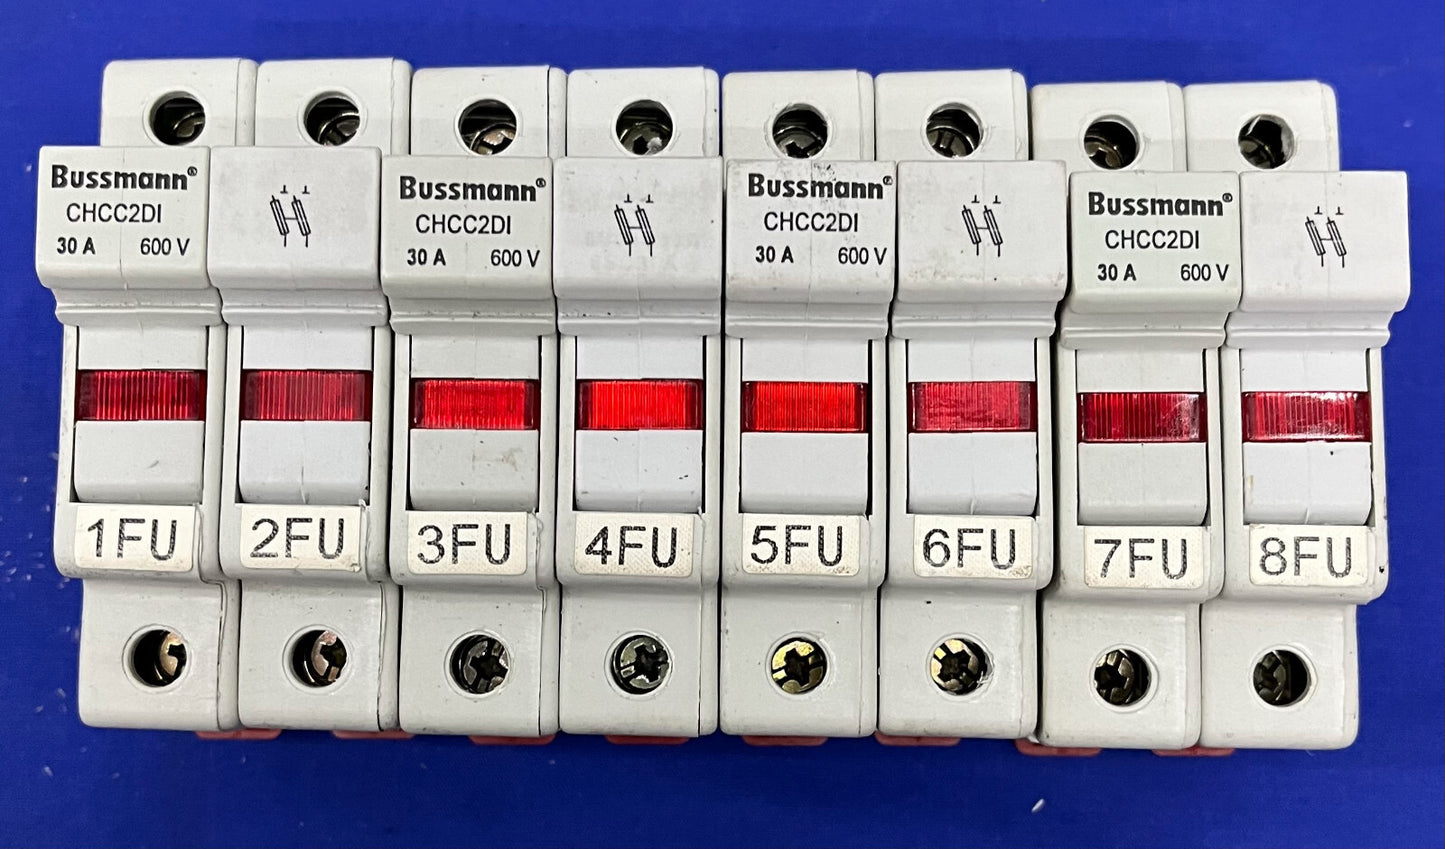 Bussmann®
CHCC2DI
30 A 600 V
Bussmann®
CHCC2DI
30 A 600 V
Bussmann®
CHCC2DI
30 A 600 V
Bussmann®
CHCC2DI
30 A 600 V
1FU
2FU
3FU
4FU
5FU
6FU
7FU
8FU